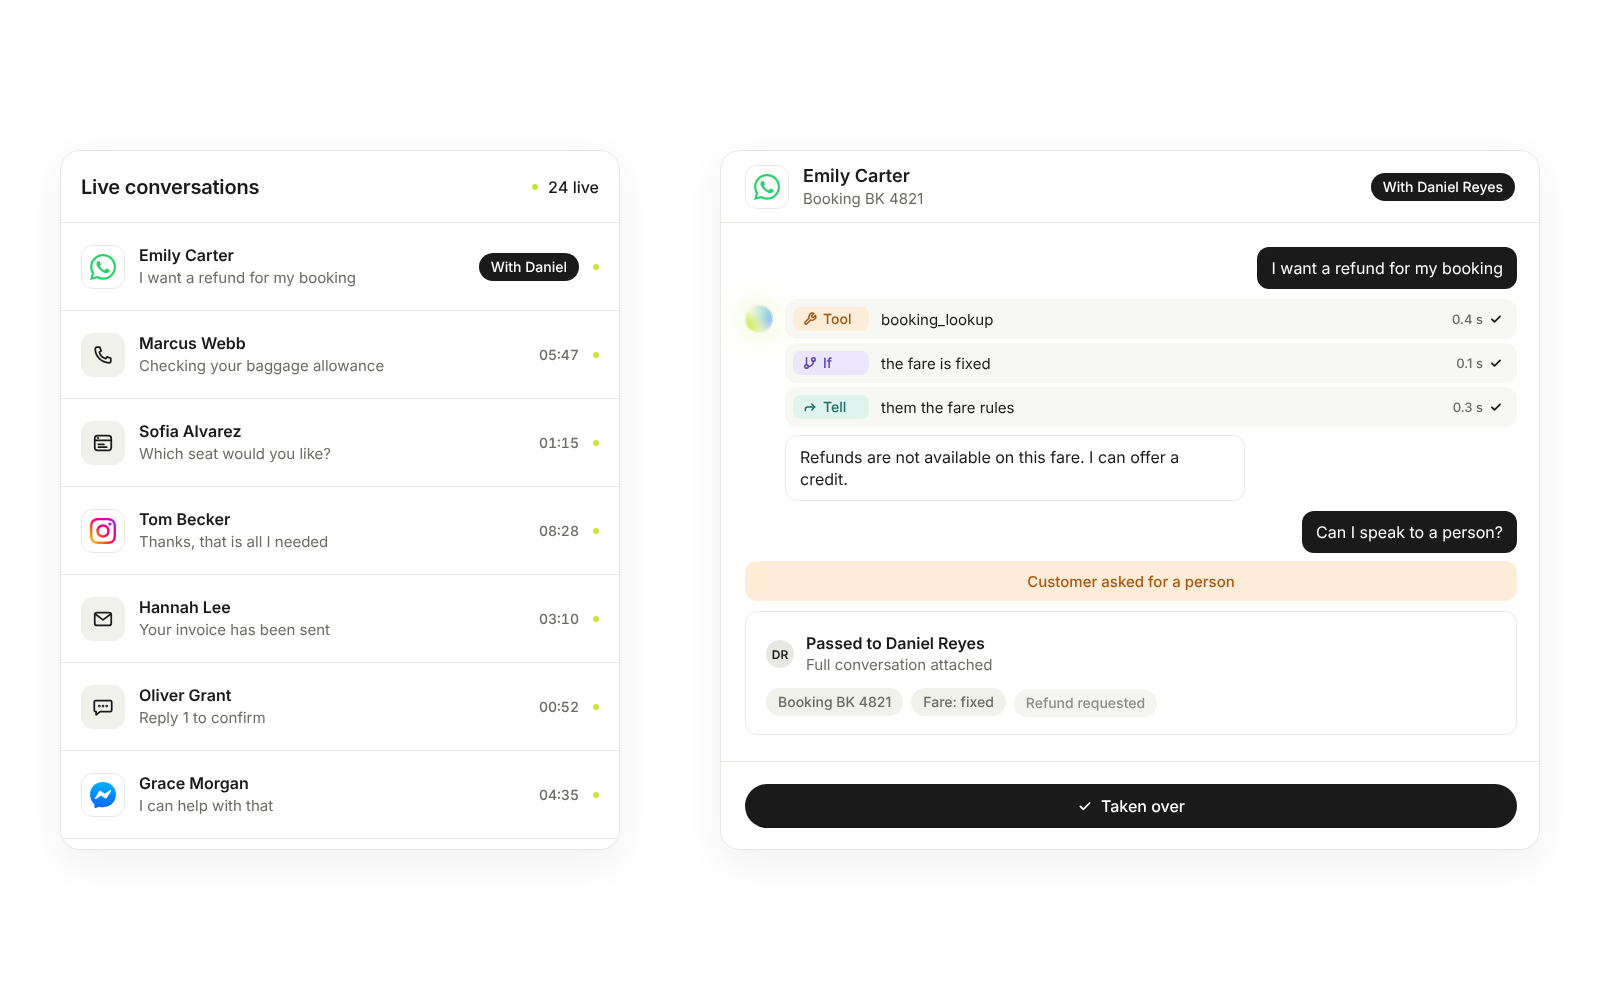 Live conversations
24 live
Emily Carter
I want a refund for my booking
With Daniel
Marcus Webb
Checking your baggage allowance
05:47
Sofia Alvarez
Which seat would you like?
01:15
Tom Becker
Thanks, that is all I needed
08:28
Hannah Lee
Your invoice has been sent
03:10
Oliver Grant
Reply 1 to confirm
00:52
Grace Morgan
I can help with that
04:35
Emily Carter
Booking BK 4821
With Daniel Reyes
I want a refund for my booking
Tool booking_lookup 0.4 s
If the fare is fixed 0.1 s
Tell them the fare rules 0.3 s
Refunds are not available on this fare. I can offer a
credit.
Can I speak to a person?
Customer asked for a person
DR
Passed to Daniel Reyes
Full conversation attached
Booking BK 4821 Fare: fixed Refund requested
Taken over